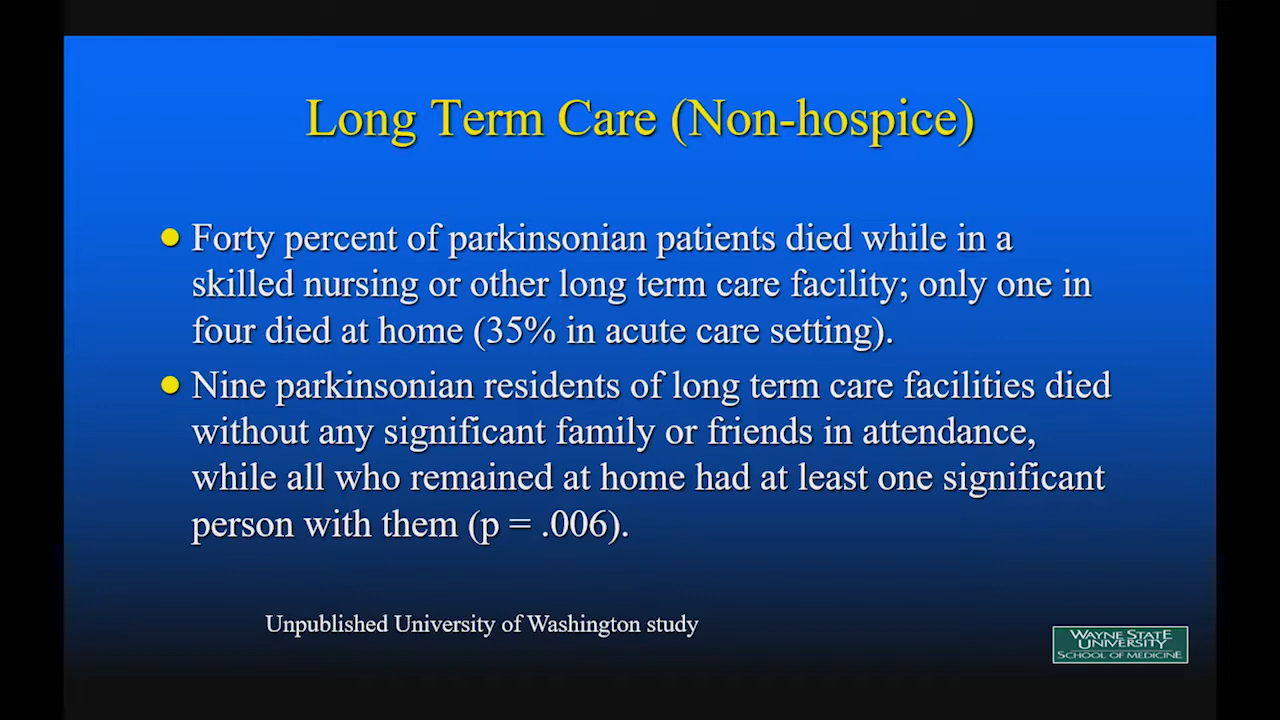 Long Term Care (Non-hospice)
Forty percent of parkinsonian patients died while in a
skilled nursing or other long term care facility; only one in
four died at home (35% in acute care setting).
Nine parkinsonian residents of long term care facilities died
without any significant family or friends in attendance,
while all who remained at home had at least one significant
person with them (p = .006).
Unpublished University of Washington study
WAYNE STATE
UNIVERSITY
SCHOOL OF MEDICINE